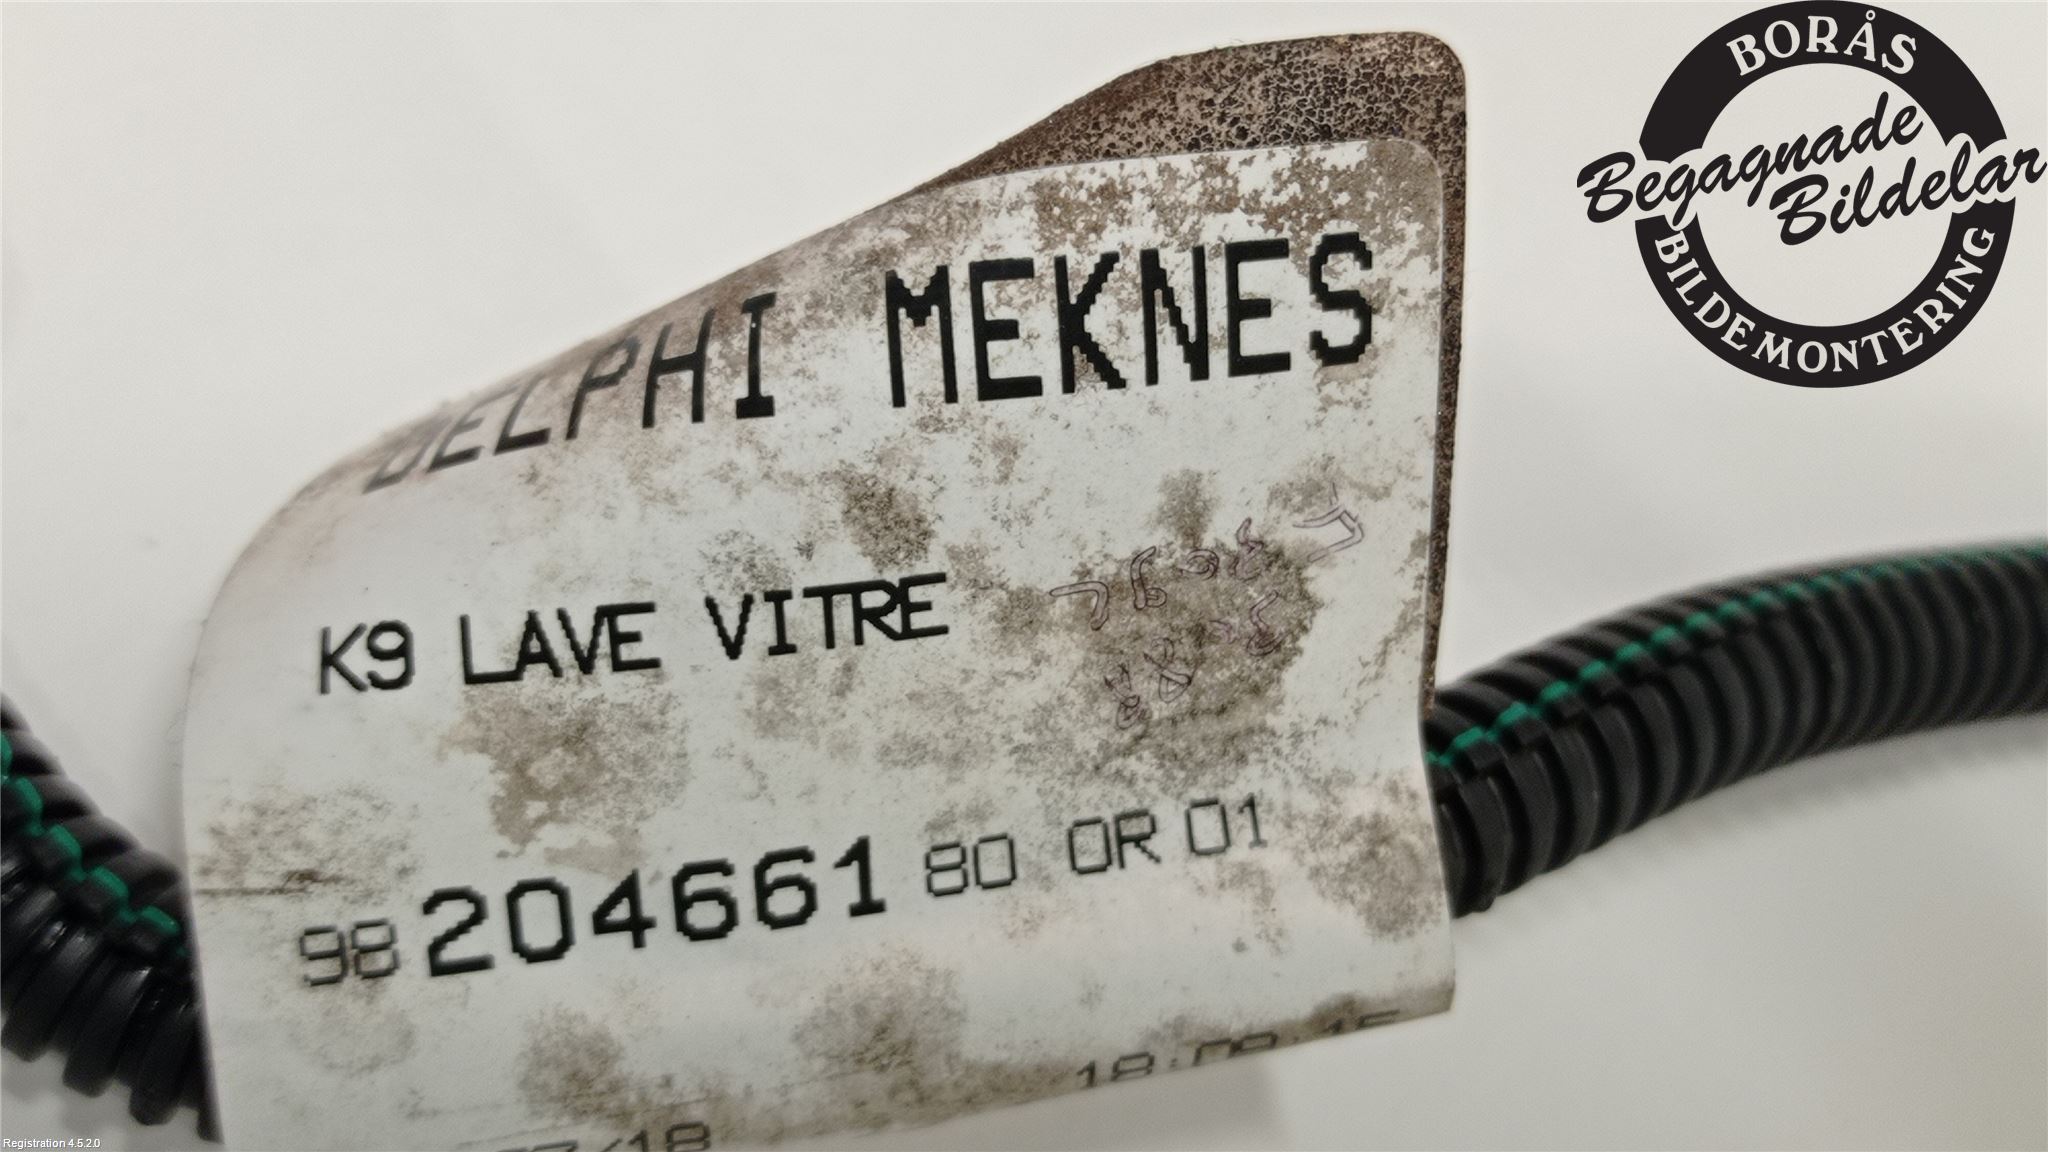 BORÅS
Begagnade
Bildelar
BILDEMONTERING
DELPHI MEKNES
K9 LAVE VITRE
98 204661 80 OR 01
Registration 4.5.2.0